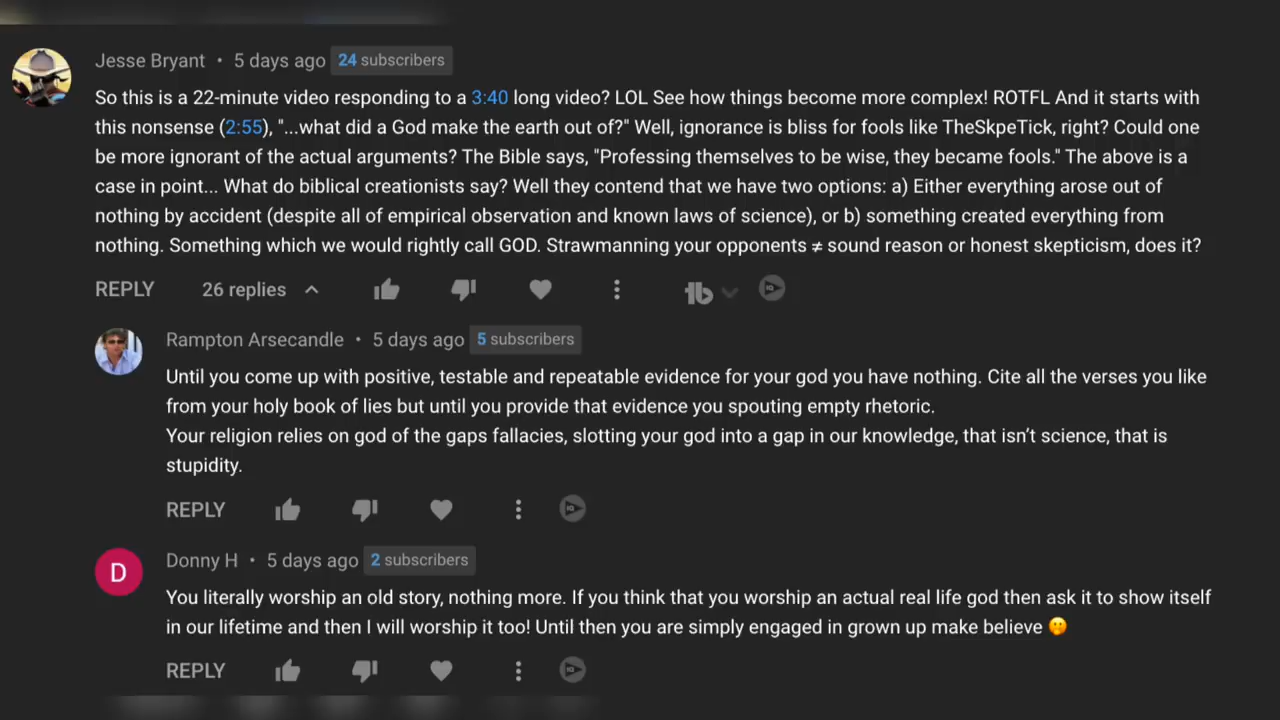 Jesse Bryant • 5 days ago 24 subscribers
So this is a 22-minute video responding to a 3:40 long video? LOL See how things become more complex! ROTFL And it starts with
this nonsense (2:55), "...what did a God make the earth out of?" Well, ignorance is bliss for fools like TheSkpeTick, right? Could one
be more ignorant of the actual arguments? The Bible says, "Professing themselves to be wise, they became fools." The above is a
case in point... What do biblical creationists say? Well they contend that we have two options: a) Either everything arose out of
nothing by accident (despite all of empirical observation and known laws of science), or b) something created everything from
nothing. Something which we would rightly call GOD. Strawmanning your opponents ≠ sound reason or honest skepticism, does it?
REPLY 26 replies
Rampton Arsecandle • 5 days ago 5 subscribers
Until you come up with positive, testable and repeatable evidence for your god you have nothing. Cite all the verses you like
from your holy book of lies but until you provide that evidence you spouting empty rhetoric.
Your religion relies on god of the gaps fallacies, slotting your god into a gap in our knowledge, that isn't science, that is
stupidity.
REPLY
D
Donny H • 5 days ago 2 subscribers
You literally worship an old story, nothing more. If you think that you worship an actual real life god then ask it to show itself
in our lifetime and then I will worship it too! Until then you are simply engaged in grown up make believe 🤭
REPLY